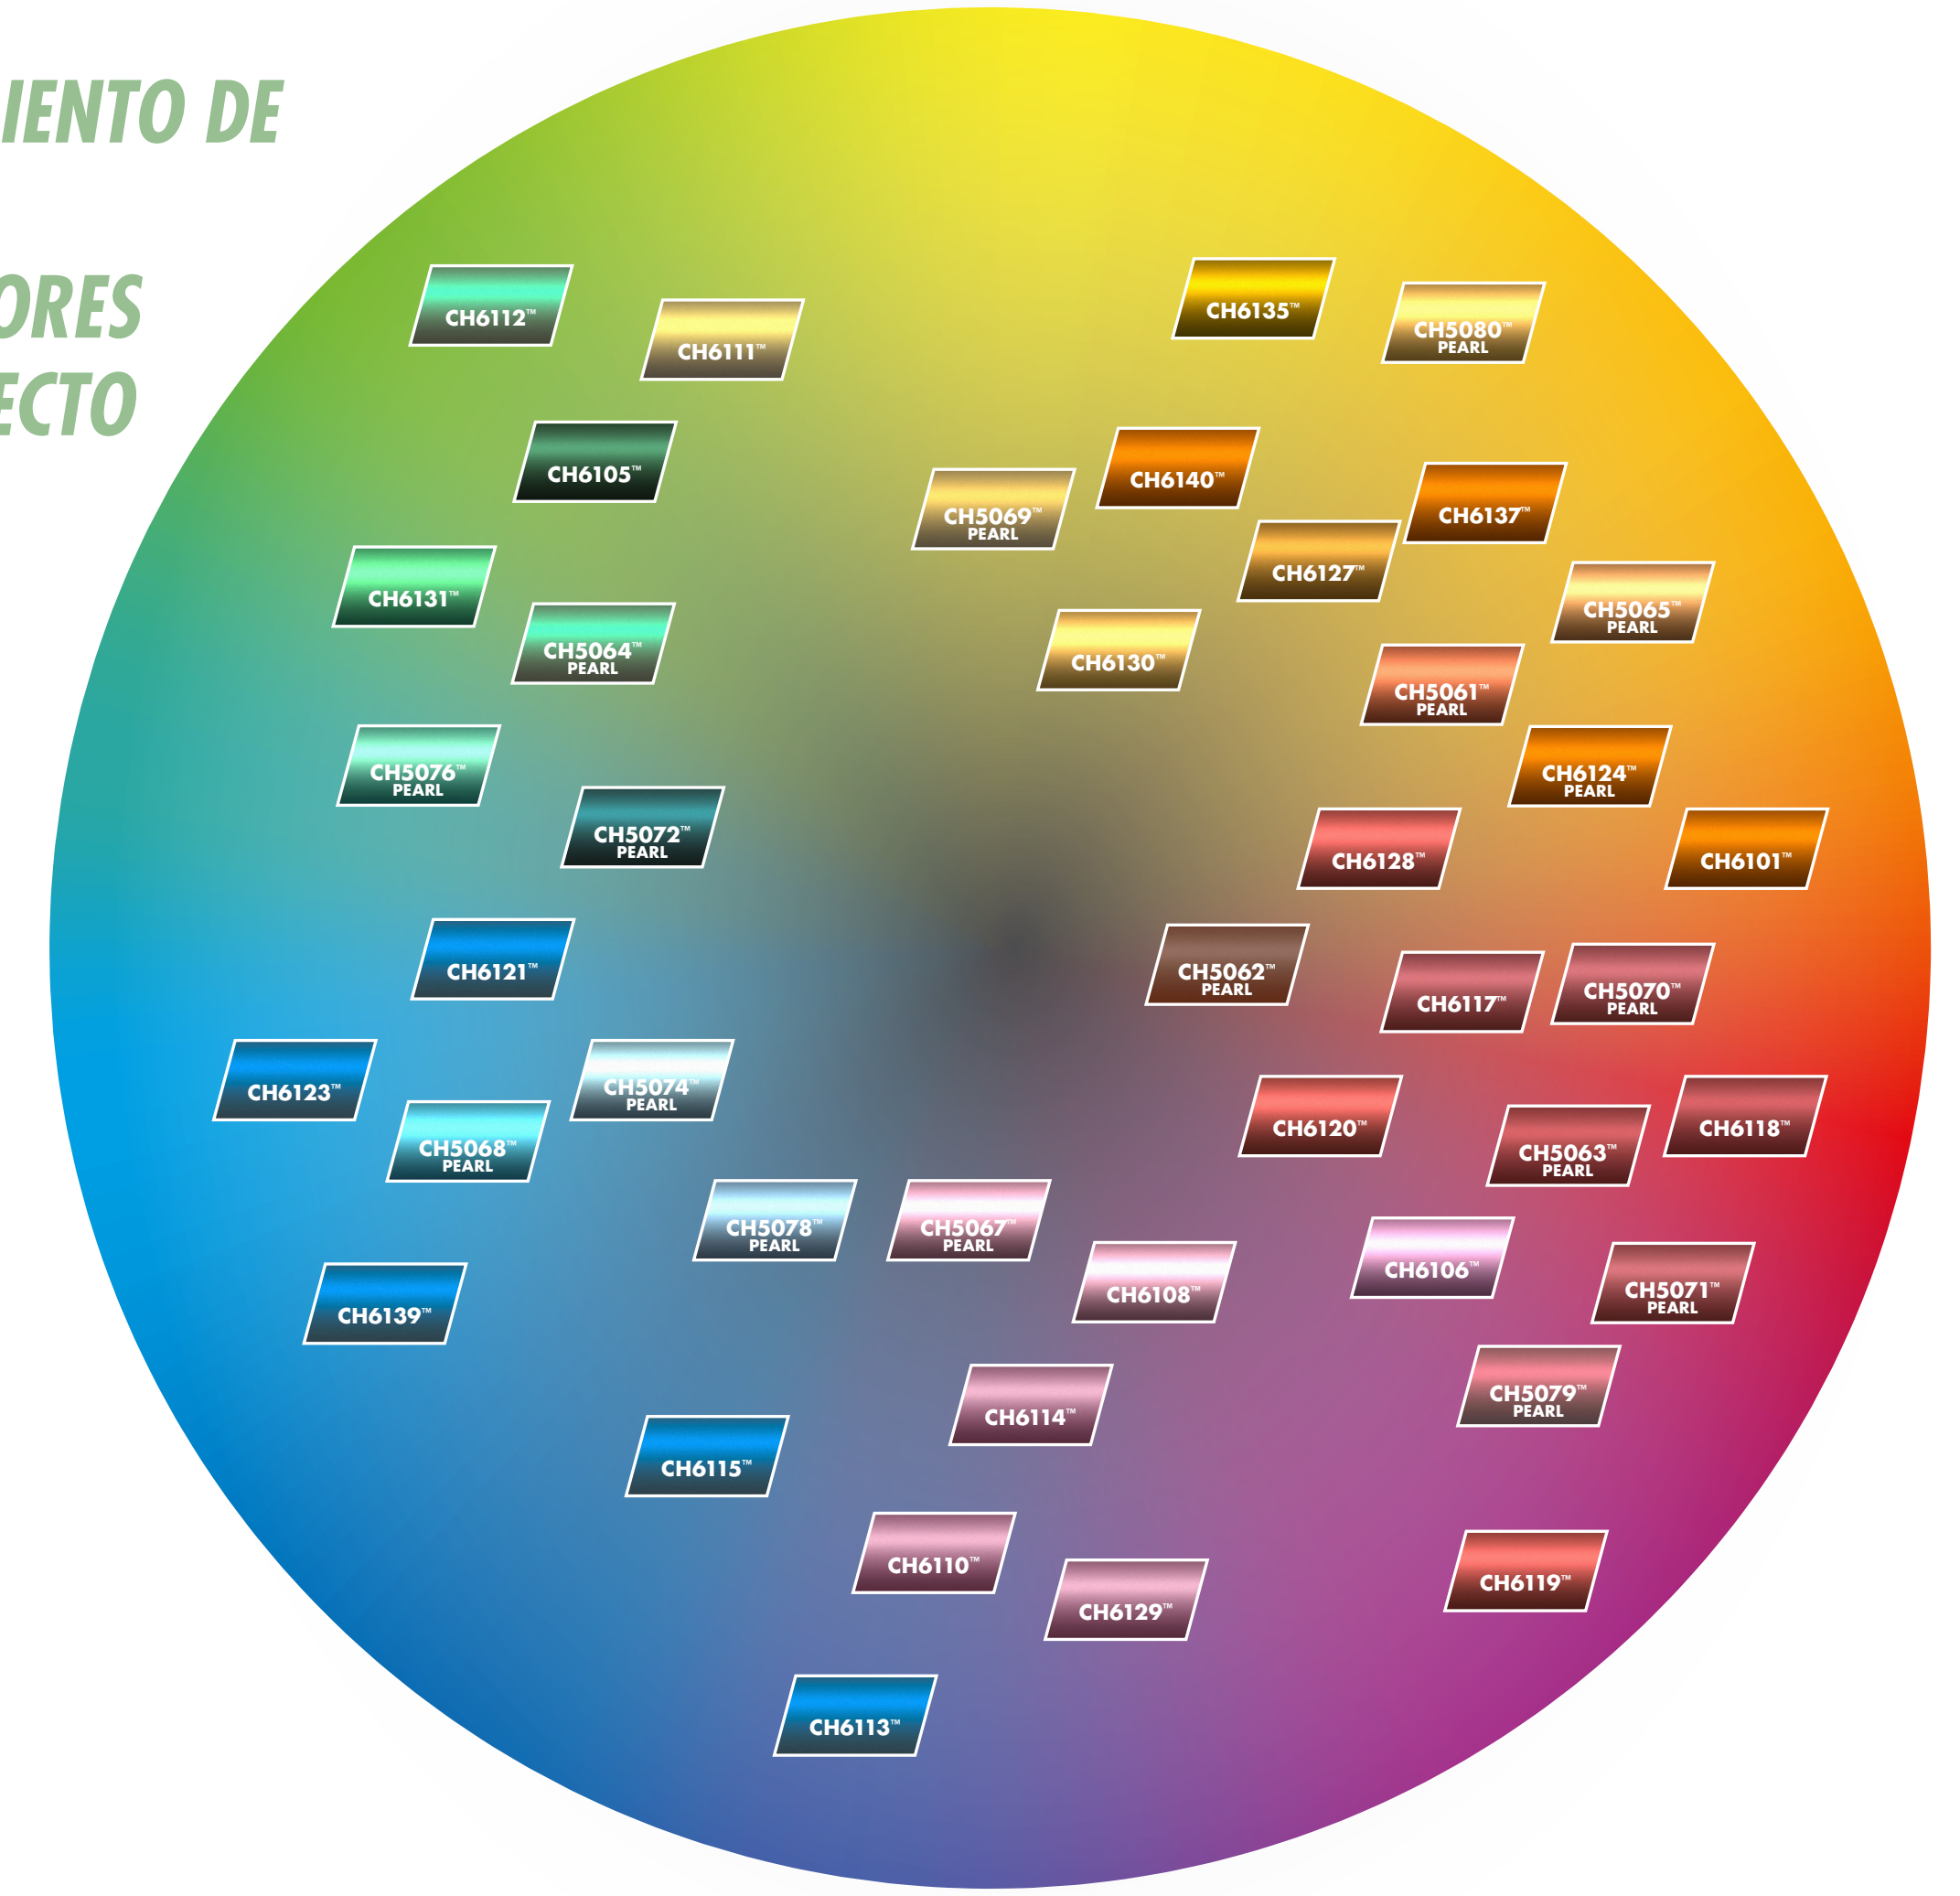 IENTO DE
ORES
ECTO
CH6112™
CH6111™
CH6135™
CH5080™
PEARL
CH6105™
CH5069™
PEARL
CH6140™
CH6137™
CH6127™
CH6131™
CH5064™
PEARL
CH6130™
CH5065™
PEARL
CH5061™
PEARL
CH5076™
PEARL
CH6124™
PEARL
CH5072™
PEARL
CH6128™
CH6101™
CH6121™
CH5062™
PEARL
CH6117™
CH5070™
PEARL
CH6123™
CH5074™
PEARL
CH5068™
PEARL
CH6120™
CH5063™
PEARL
CH6118™
CH5078™
PEARL
CH5067™
PEARL
CH6108™
CH6106™
CH5071™
PEARL
CH6139™
CH5079™
PEARL
CH6114™
CH6115™
CH6110™
CH6129™
CH6119™
CH6113™